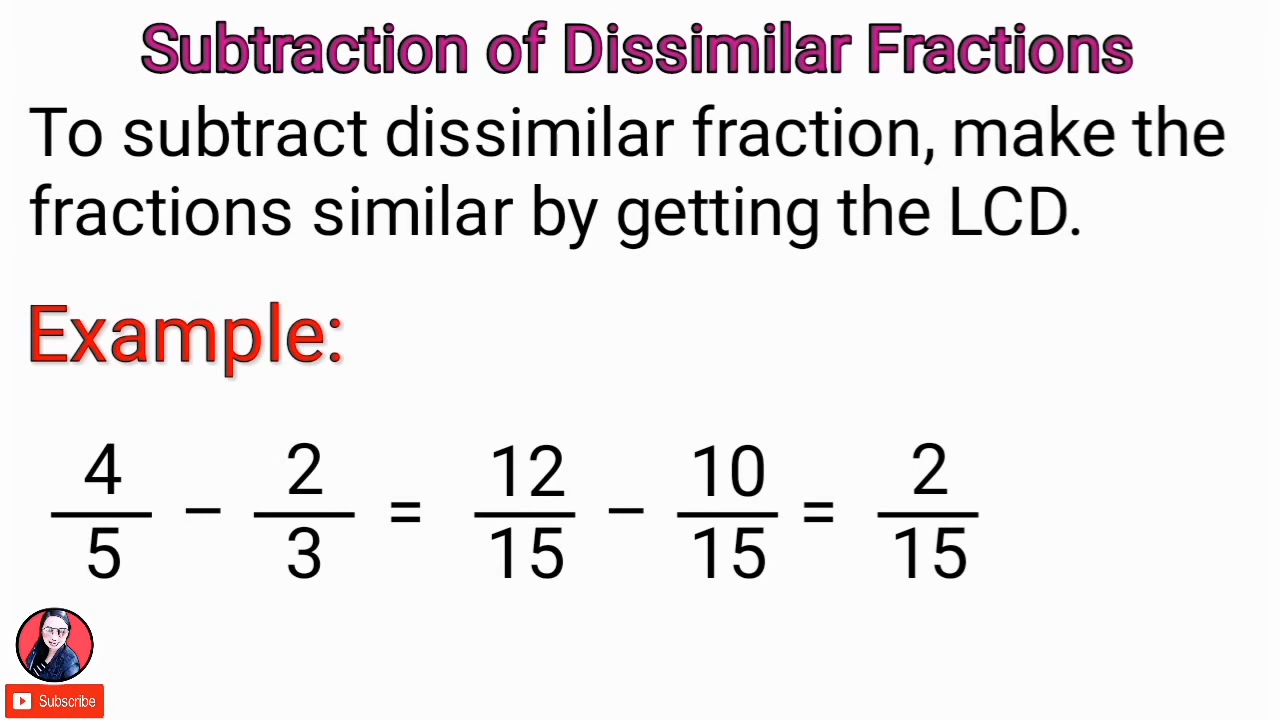 Subtraction of Dissimilar Fractions
To subtract dissimilar fraction, make the
fractions similar by getting the LCD.
Example:
4/5 – 2/3 = 12/15 – 10/15 = 2/15
Subscribe